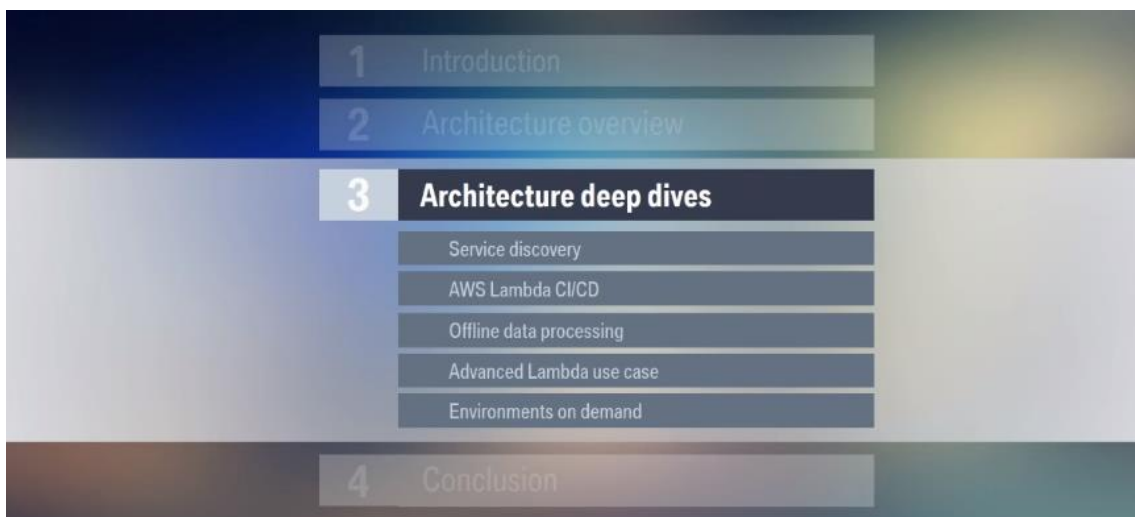 1 Introduction
2 Architecture overview
3 Architecture deep dives
Service discovery
AWS Lambda CI/CD
Offline data processing
Advanced Lambda use case
Environments on demand
4 Conclusion